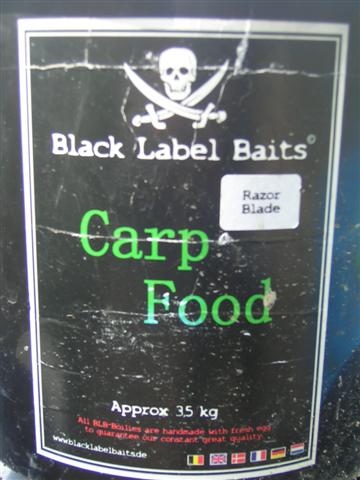 Black Label Baits©
Razor
Blade
Carp
Food
Approx 3,5 kg
All BLB-Boilies are handmade with fresh egg
to guarantee our constant great quality.
www.blacklabelbaits.de